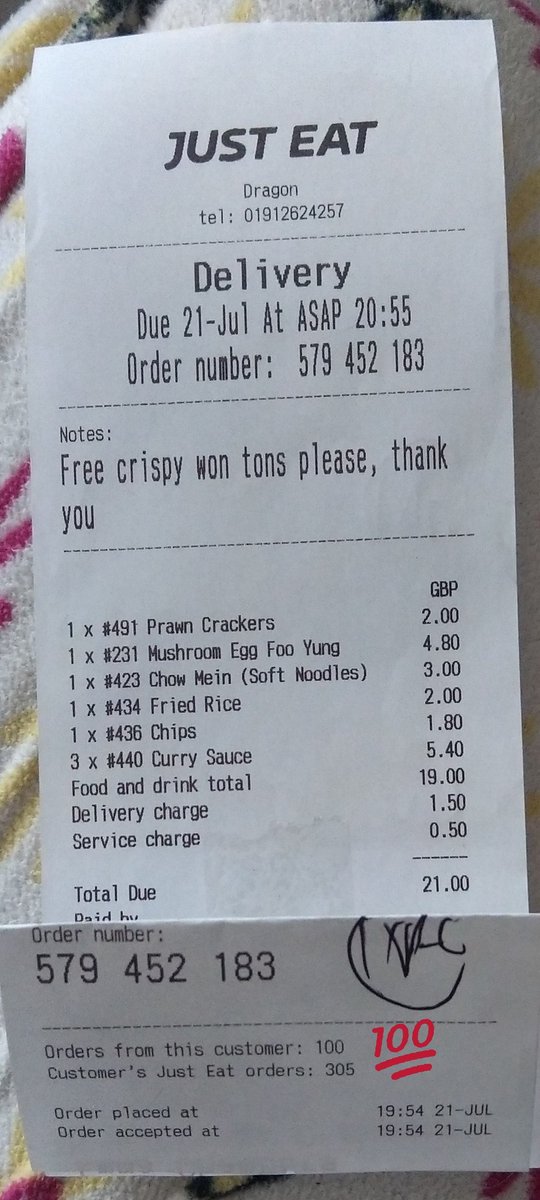 JUST EAT
Dragon
tel: 01912624257
Delivery
Due 21-Jul At ASAP 20:55
Order number: 579 452 183
Notes:
Free crispy won tons please, thank
you
GBP
1 x #491 Prawn Crackers 2.00
1 x #231 Mushroom Egg Foo Yung 4.80
1 x #423 Chow Mein (Soft Noodles) 3.00
1 x #434 Fried Rice 2.00
1 x #436 Chips 1.80
3 x #440 Curry Sauce 5.40
Food and drink total 19.00
Delivery charge 1.50
Service charge 0.50
Total Due 21.00
Paid by
Order number:
579 452 183
Orders from this customer: 100 100
Customer's Just Eat orders: 305
Order placed at 19:54 21-JUL
Order accepted at 19:54 21-JUL